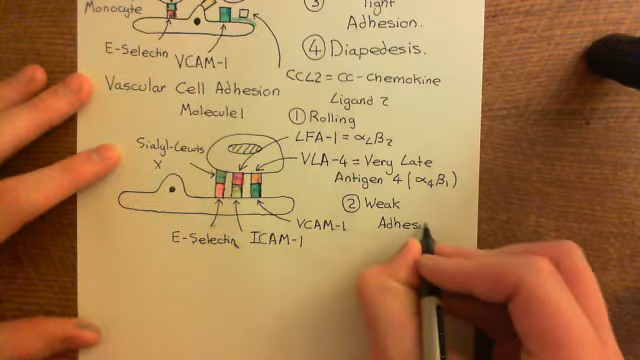 ③ Tight
Adhesion.
Monocyte
④ Diapedesis.
E-Selectin VCAM-1
CCL2 = CC-Chemokine
Ligand 2
Vascular Cell Adhesion
Molecule 1
① Rolling
LFA-1 = αLβ2
Sialyl-Lewis
X
VLA-4 = Very Late
Antigen 4 (α4β1)
② Weak
Adhes
VCAM-1
E-Selectin ICAM-1